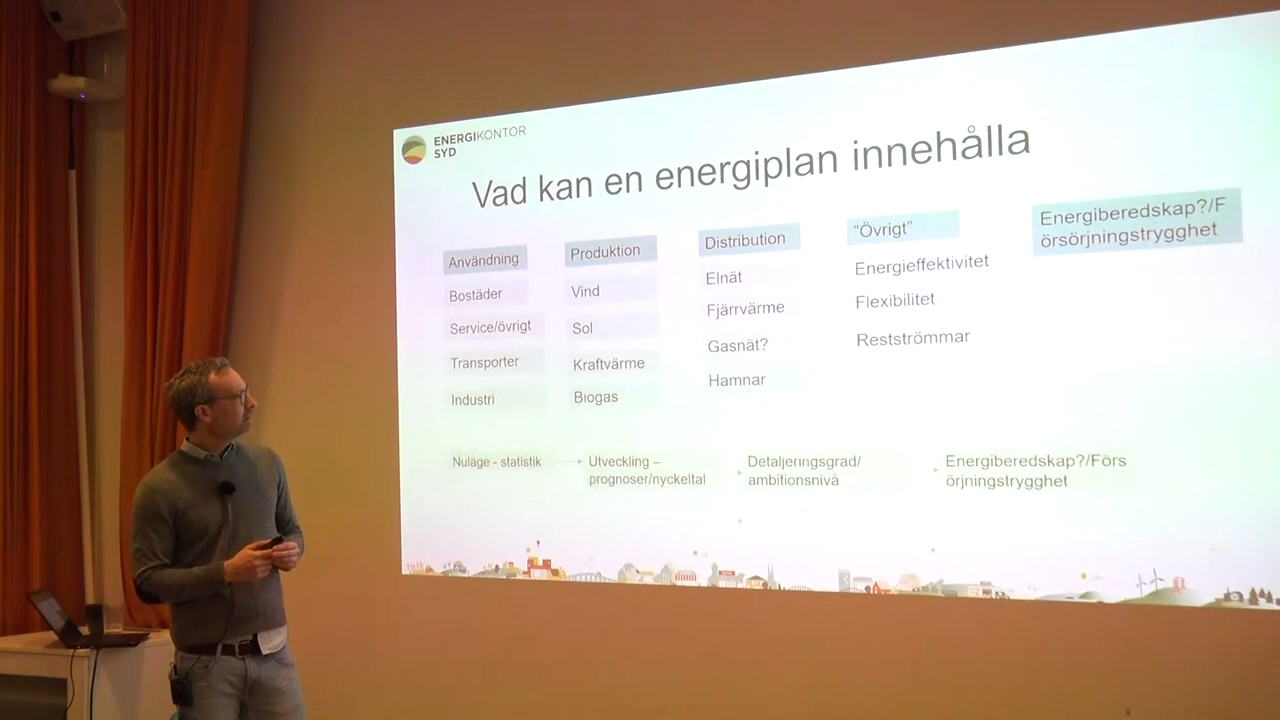 ENERGIKONTOR
SYD
Vad kan en energiplan innehålla
Användning
Bostäder
Service/övrigt
Transporter
Industri
Produktion
Vind
Sol
Kraftvärme
Biogas
Distribution
Elnät
Fjärrvärme
Gasnät?
Hamnar
"Övrigt"
Energieffektivitet
Flexibilitet
Restströmmar
Energiberedskap?/F
örsörjningstrygghet
Nuläge - statistik
Utveckling –
prognoser/nyckeltal
Detaljeringsgrad/
ambitionsnivå
Energiberedskap?/Förs
örjningstrygghet